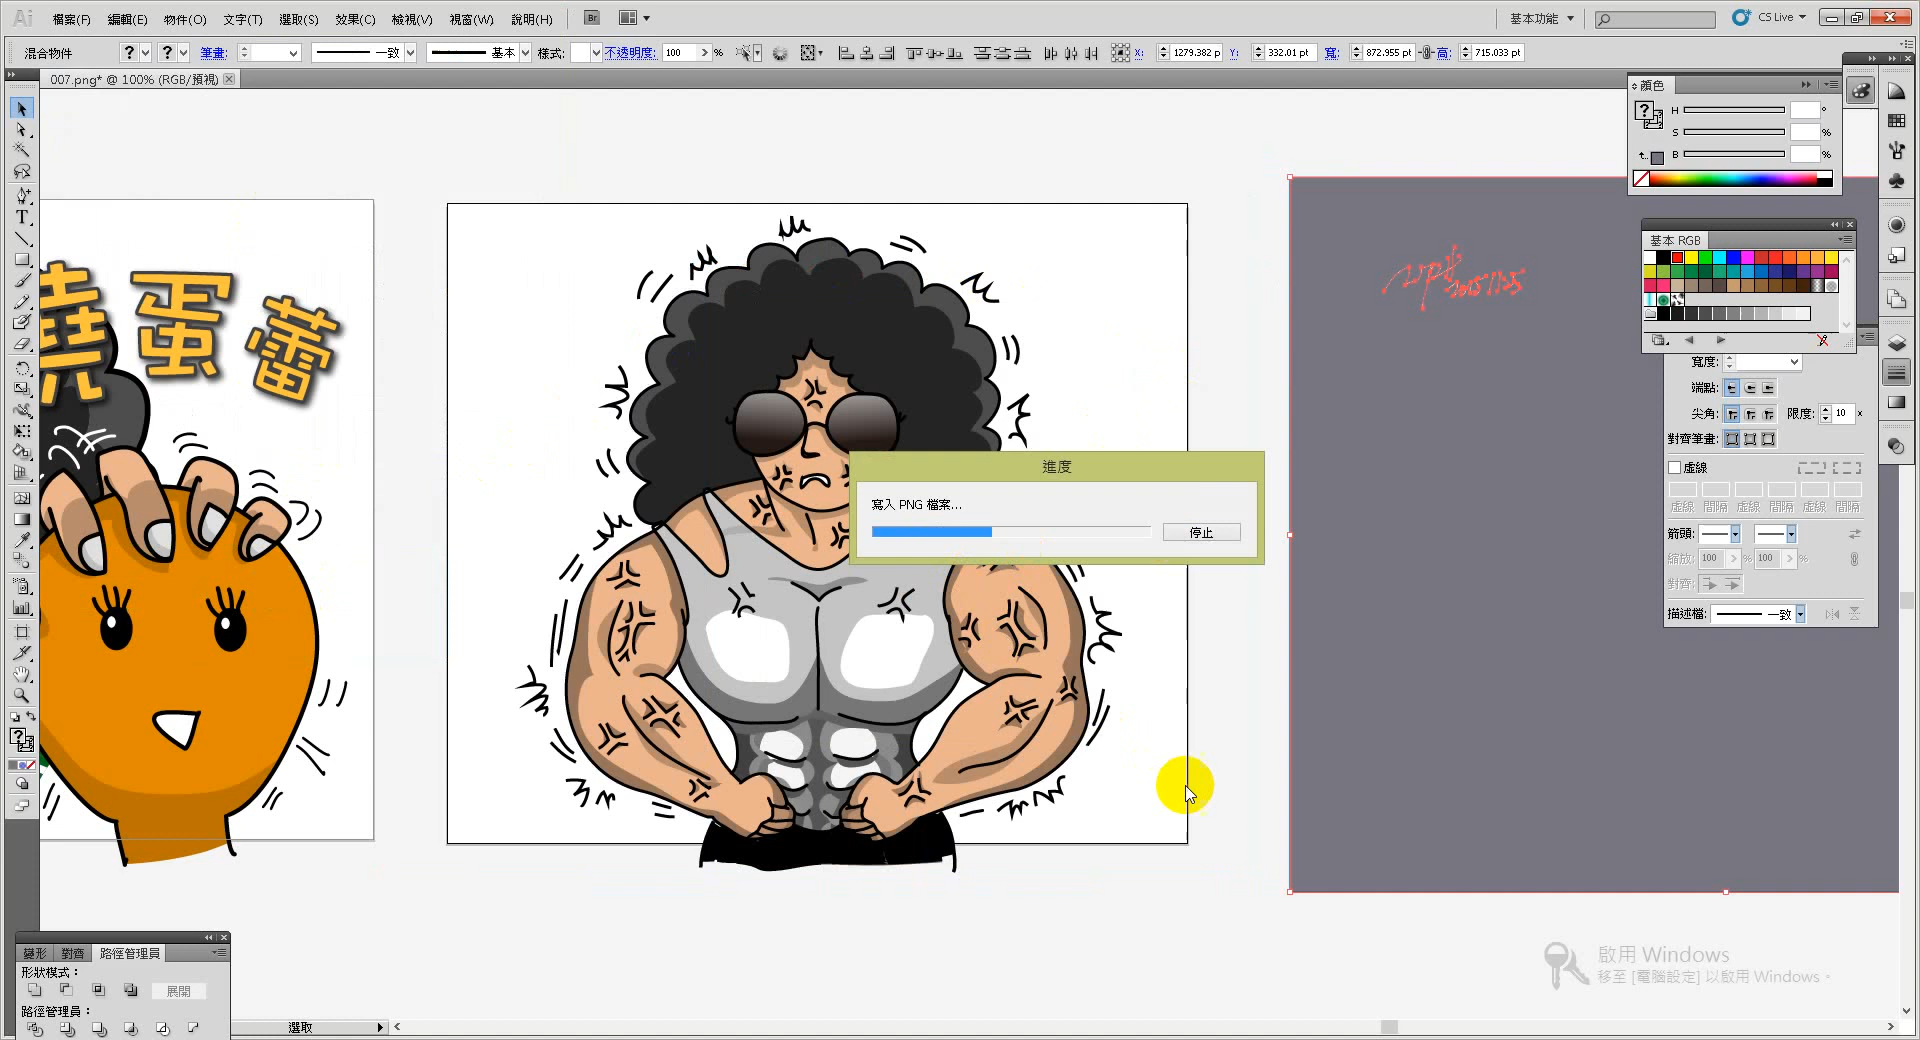 Ai 檔案(F) 編輯(E) 物件(O) 文字(T) 選取(S) 效果(C) 檢視(V) 視窗(W) 說明(H) Br 基本功能 CS Live
混合物件 ? ? 筆畫: 一致 基本 樣式: 不透明度: 100 % X: 1279.382 p Y: 332.01 pt 寬: 872.955 pt 高: 715.033 pt
007.png* @ 100% (RGB/預視)
顏色
H °
S %
B %
基本 RGB
寬度:
端點:
尖角: 限度: 10 x
對齊筆畫:
虛線
虛線 間隔 虛線 間隔 虛線 間隔
箭頭:
縮放: 100 % 100 %
對齊:
描述檔: 一致
蛋蕾
進度
寫入 PNG 檔案...
停止
變形 對齊 路徑管理員
形狀模式：
展開
路徑管理員：
選取
啟用 Windows
移至 [電腦設定] 以啟用 Windows。